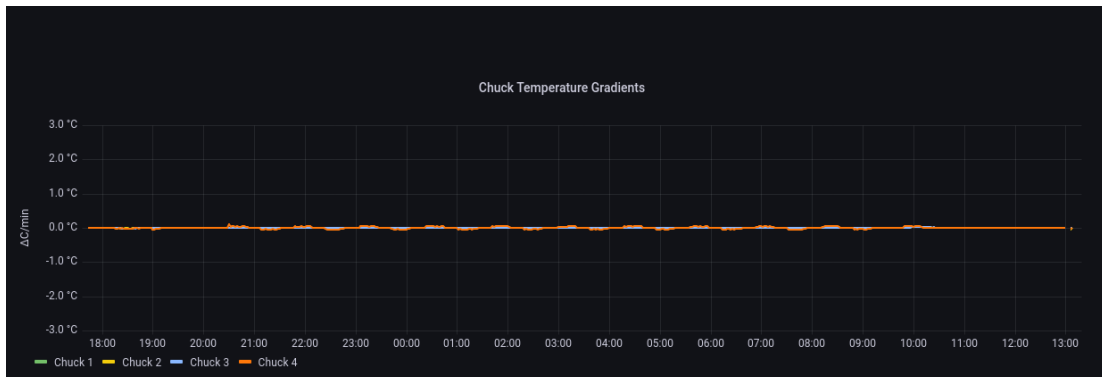 Chuck Temperature Gradients
3.0 °C
2.0 °C
1.0 °C
0.0 °C
-1.0 °C
-2.0 °C
-3.0 °C
ΔC/min
18:00 19:00 20:00 21:00 22:00 23:00 00:00 01:00 02:00 03:00 04:00 05:00 06:00 07:00 08:00 09:00 10:00 11:00 12:00 13:00
Chuck 1 Chuck 2 Chuck 3 Chuck 4